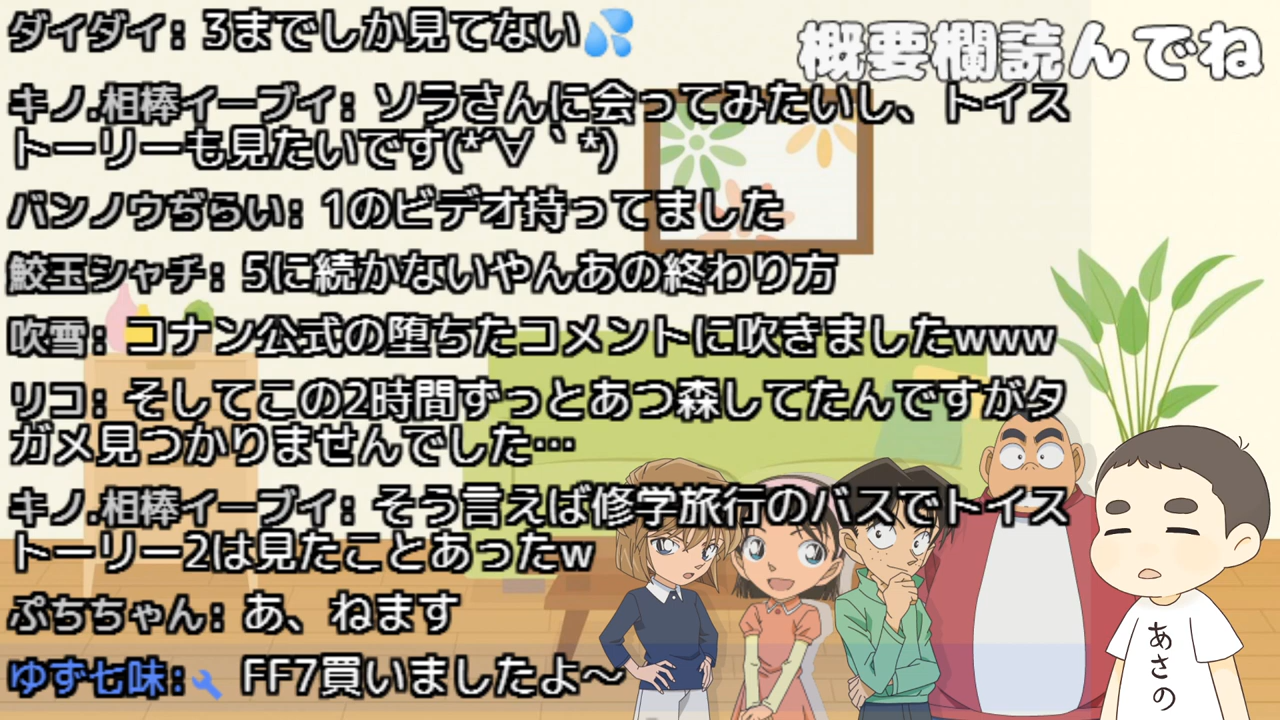 ダイダイ: 3までしか見てない💦
概要欄読んでね
キノ.相棒イーブイ: ソラさんに会ってみたいし、トイス
トーリーも見たいです(*´∀｀*)
バンノウぢらい: 1のビデオ持ってました
鮫玉シャチ: 5に続かないやんあの終わり方
吹雪: コナン公式の堕ちたコメントに吹きましたwww
リコ: そしてこの2時間ずっとあつ森してたんですがタ
ガメ見つかりませんでした…
キノ.相棒イーブイ: そう言えば修学旅行のバスでトイス
トーリー2は見たことあったw
ぷちちゃん: あ、ねます
ゆず七味:🔧 FF7買いましたよ～
あさの